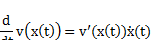 d/dt v(x(t)) = v′(x(t))ẋ(t)